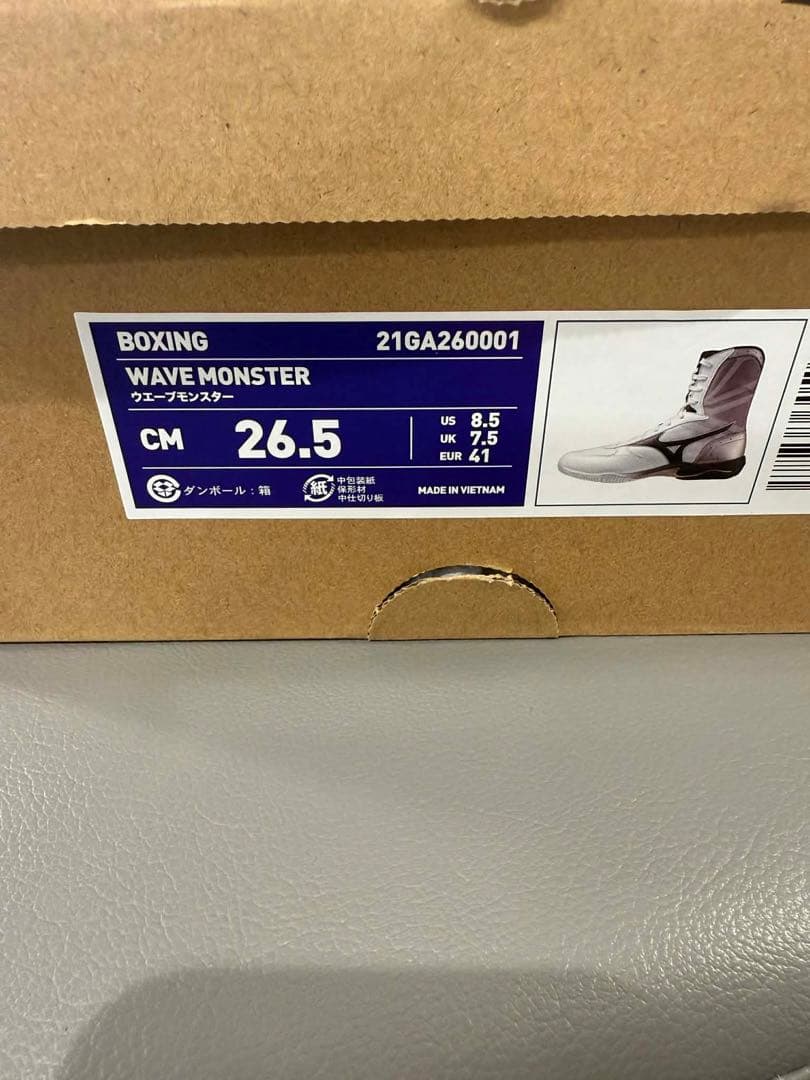 BOXING 21GA260001
WAVE MONSTER
ウエーブモンスター
CM 26.5
US 8.5
UK 7.5
EUR 41
ダンボール：箱
紙
中包装紙
保形材
中仕切り板
MADE IN VIETNAM